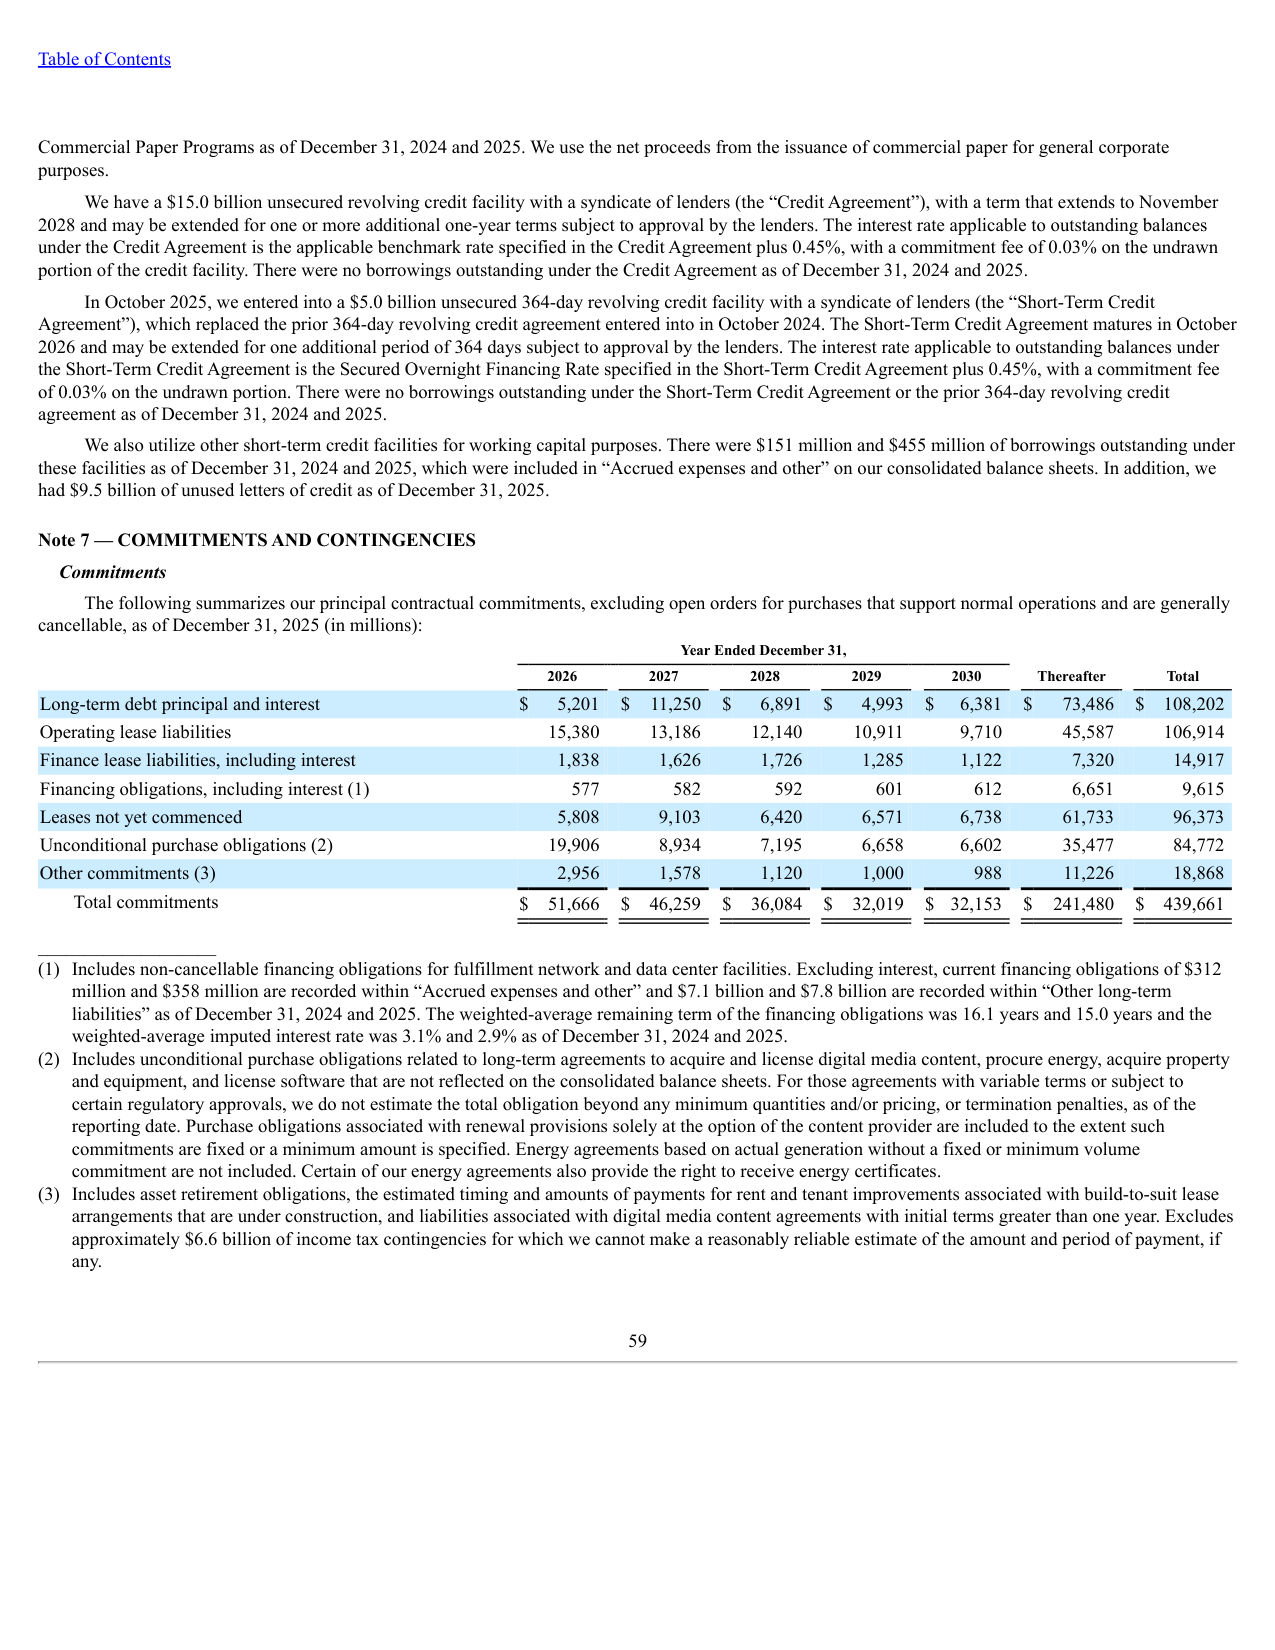 Table of Contents
Commercial Paper Programs as of December 31, 2024 and 2025. We use the net proceeds from the issuance of commercial paper for general corporate
purposes.
We have a $15.0 billion unsecured revolving credit facility with a syndicate of lenders (the “Credit Agreement”), with a term that extends to November
2028 and may be extended for one or more additional one-year terms subject to approval by the lenders. The interest rate applicable to outstanding balances
under the Credit Agreement is the applicable benchmark rate specified in the Credit Agreement plus 0.45%, with a commitment fee of 0.03% on the undrawn
portion of the credit facility. There were no borrowings outstanding under the Credit Agreement as of December 31, 2024 and 2025.
In October 2025, we entered into a $5.0 billion unsecured 364-day revolving credit facility with a syndicate of lenders (the “Short-Term Credit
Agreement”), which replaced the prior 364-day revolving credit agreement entered into in October 2024. The Short-Term Credit Agreement matures in October
2026 and may be extended for one additional period of 364 days subject to approval by the lenders. The interest rate applicable to outstanding balances under
the Short-Term Credit Agreement is the Secured Overnight Financing Rate specified in the Short-Term Credit Agreement plus 0.45%, with a commitment fee
of 0.03% on the undrawn portion. There were no borrowings outstanding under the Short-Term Credit Agreement or the prior 364-day revolving credit
agreement as of December 31, 2024 and 2025.
We also utilize other short-term credit facilities for working capital purposes. There were $151 million and $455 million of borrowings outstanding under
these facilities as of December 31, 2024 and 2025, which were included in “Accrued expenses and other” on our consolidated balance sheets. In addition, we
had $9.5 billion of unused letters of credit as of December 31, 2025.
Note 7 — COMMITMENTS AND CONTINGENCIES
Commitments
The following summarizes our principal contractual commitments, excluding open orders for purchases that support normal operations and are generally
cancellable, as of December 31, 2025 (in millions):
Year Ended December 31,
2026 2027 2028 2029 2030 Thereafter Total
Long-term debt principal and interest $ 5,201 $ 11,250 $ 6,891 $ 4,993 $ 6,381 $ 73,486 $ 108,202
Operating lease liabilities 15,380 13,186 12,140 10,911 9,710 45,587 106,914
Finance lease liabilities, including interest 1,838 1,626 1,726 1,285 1,122 7,320 14,917
Financing obligations, including interest (1) 577 582 592 601 612 6,651 9,615
Leases not yet commenced 5,808 9,103 6,420 6,571 6,738 61,733 96,373
Unconditional purchase obligations (2) 19,906 8,934 7,195 6,658 6,602 35,477 84,772
Other commitments (3) 2,956 1,578 1,120 1,000 988 11,226 18,868
Total commitments $ 51,666 $ 46,259 $ 36,084 $ 32,019 $ 32,153 $ 241,480 $ 439,661
(1) Includes non-cancellable financing obligations for fulfillment network and data center facilities. Excluding interest, current financing obligations of $312
million and $358 million are recorded within “Accrued expenses and other” and $7.1 billion and $7.8 billion are recorded within “Other long-term
liabilities” as of December 31, 2024 and 2025. The weighted-average remaining term of the financing obligations was 16.1 years and 15.0 years and the
weighted-average imputed interest rate was 3.1% and 2.9% as of December 31, 2024 and 2025.
(2) Includes unconditional purchase obligations related to long-term agreements to acquire and license digital media content, procure energy, acquire property
and equipment, and license software that are not reflected on the consolidated balance sheets. For those agreements with variable terms or subject to
certain regulatory approvals, we do not estimate the total obligation beyond any minimum quantities and/or pricing, or termination penalties, as of the
reporting date. Purchase obligations associated with renewal provisions solely at the option of the content provider are included to the extent such
commitments are fixed or a minimum amount is specified. Energy agreements based on actual generation without a fixed or minimum volume
commitment are not included. Certain of our energy agreements also provide the right to receive energy certificates.
(3) Includes asset retirement obligations, the estimated timing and amounts of payments for rent and tenant improvements associated with build-to-suit lease
arrangements that are under construction, and liabilities associated with digital media content agreements with initial terms greater than one year. Excludes
approximately $6.6 billion of income tax contingencies for which we cannot make a reasonably reliable estimate of the amount and period of payment, if
any.
59